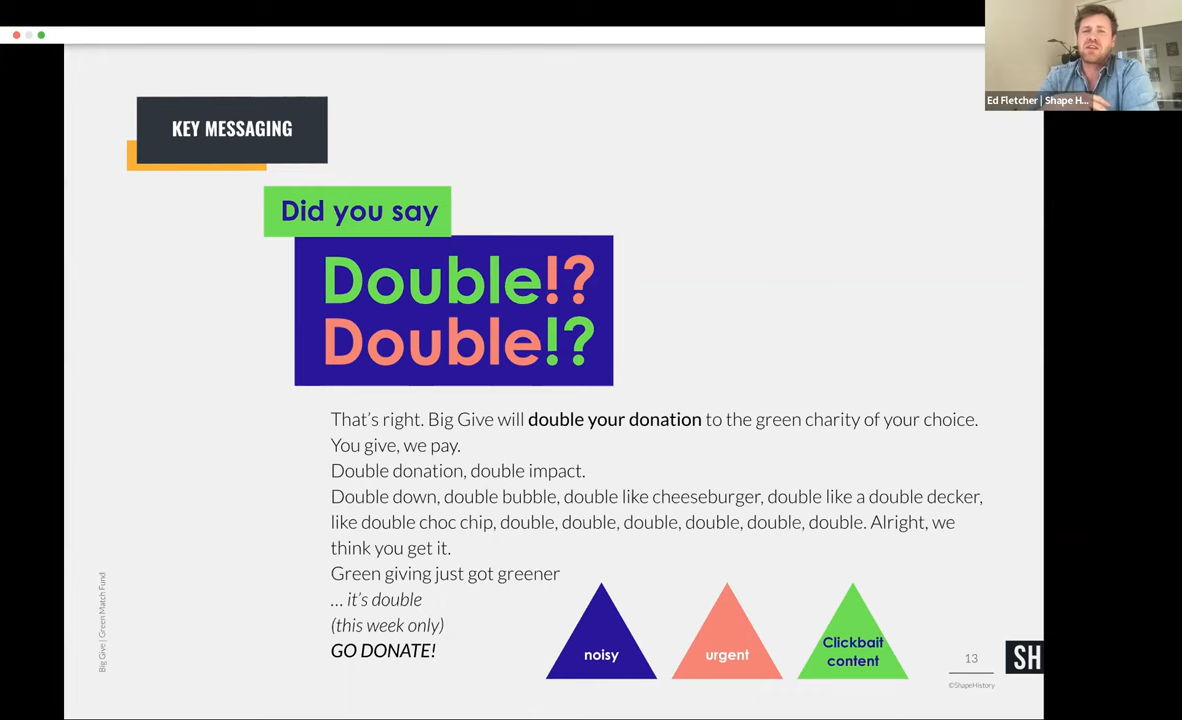 Ed Fletcher | Shape H...
KEY MESSAGING
Did you say
Double!?
Double!?
That's right. Big Give will double your donation to the green charity of your choice.
You give, we pay.
Double donation, double impact.
Double down, double bubble, double like cheeseburger, double like a double decker,
like double choc chip, double, double, double, double, double, double. Alright, we
think you get it.
Green giving just got greener
... it's double
(this week only)
GO DONATE!
noisy
urgent
Clickbait
content
Big Give | Green Match Fund
13
SH
©ShapeHistory